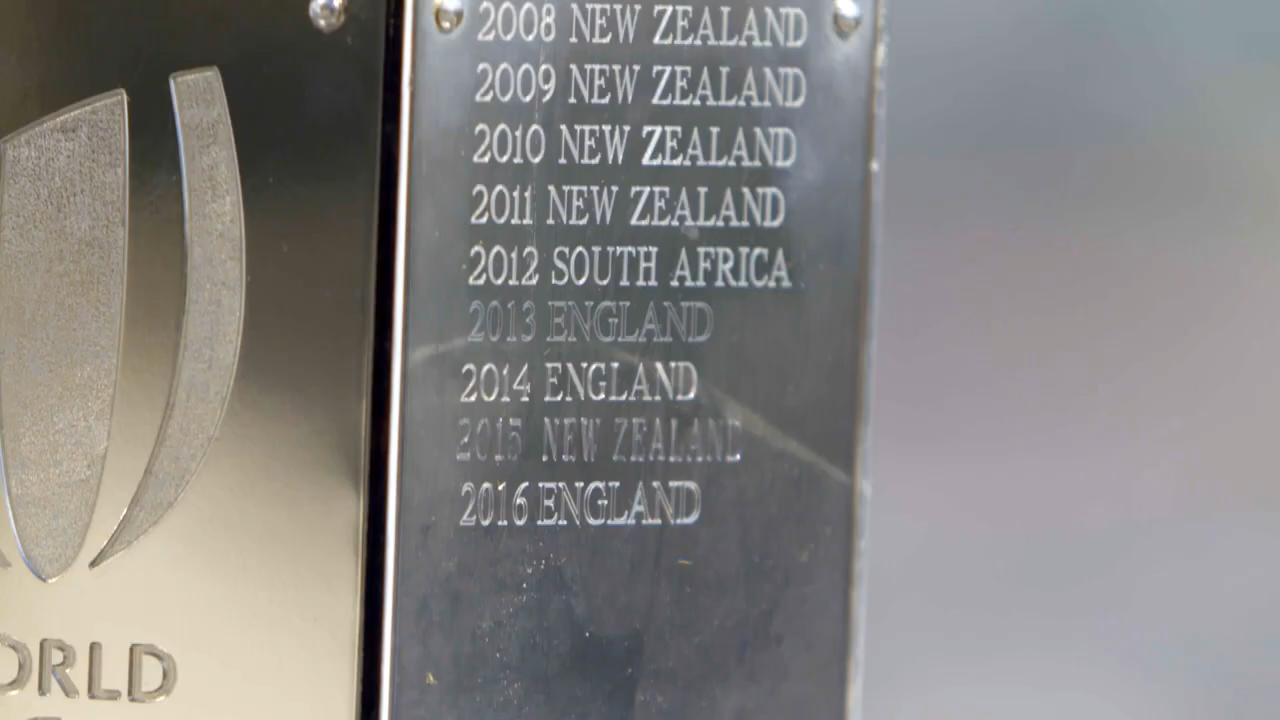 2008 NEW ZEALAND
2009 NEW ZEALAND
2010 NEW ZEALAND
2011 NEW ZEALAND
2012 SOUTH AFRICA
2013 ENGLAND
2014 ENGLAND
2015 NEW ZEALAND
2016 ENGLAND
ORLD